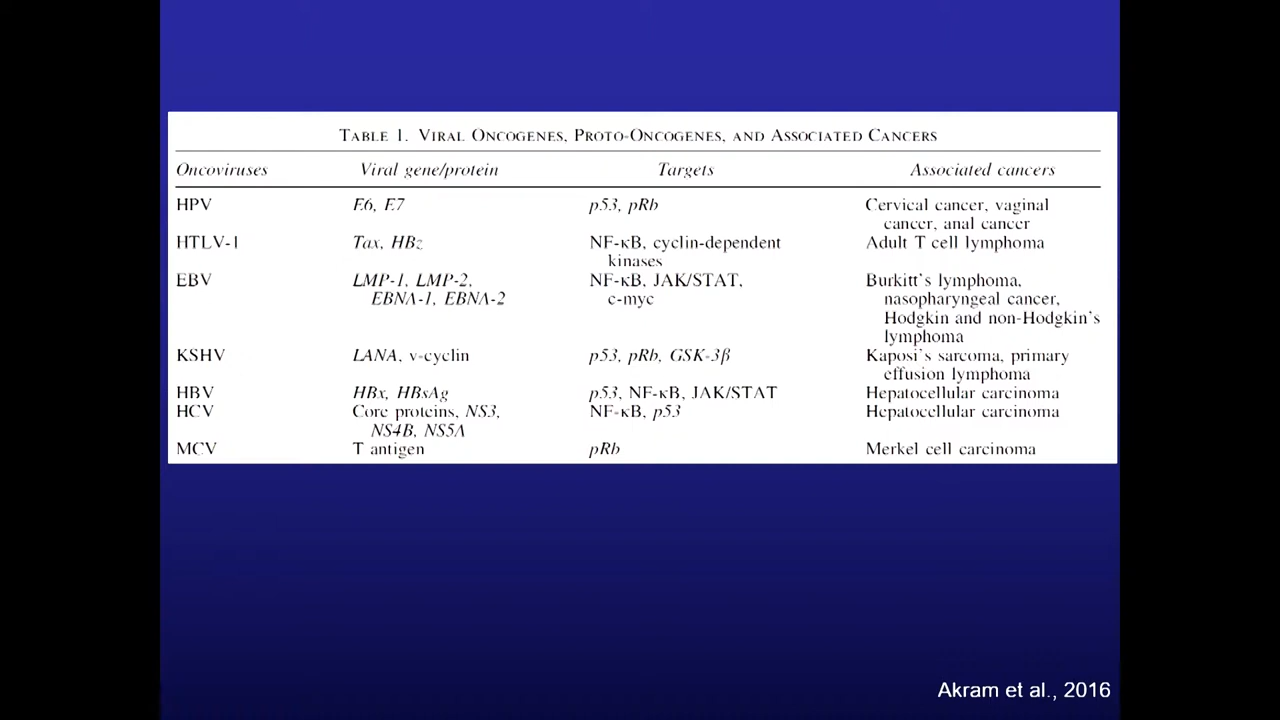 TABLE 1. VIRAL ONCOGENES, PROTO-ONCOGENES, AND ASSOCIATED CANCERS
Oncoviruses Viral gene/protein Targets Associated cancers
HPV E6, E7 p53, pRb Cervical cancer, vaginal
cancer, anal cancer
HTLV-1 Tax, HBz NF-κB, cyclin-dependent Adult T cell lymphoma
kinases
EBV LMP-1, LMP-2, NF-κB, JAK/STAT, Burkitt's lymphoma,
EBNA-1, EBNA-2 c-myc nasopharyngeal cancer,
Hodgkin and non-Hodgkin's
lymphoma
KSHV LANA, v-cyclin p53, pRb, GSK-3β Kaposi's sarcoma, primary
effusion lymphoma
HBV HBx, HBsAg p53, NF-κB, JAK/STAT Hepatocellular carcinoma
HCV Core proteins, NS3, NF-κB, p53 Hepatocellular carcinoma
NS4B, NS5A
MCV T antigen pRb Merkel cell carcinoma
Akram et al., 2016